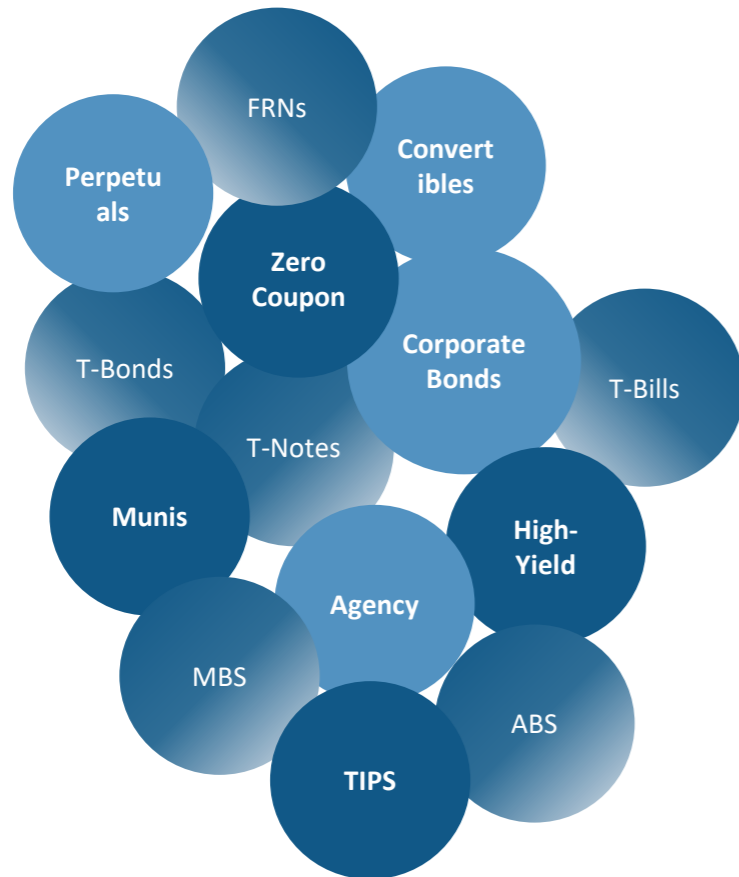 FRNs
Convert
ibles
Perpetu
als
Zero
Coupon
Corporate
Bonds
T-Bonds
T-Bills
T-Notes
Munis
High-
Yield
Agency
MBS
ABS
TIPS